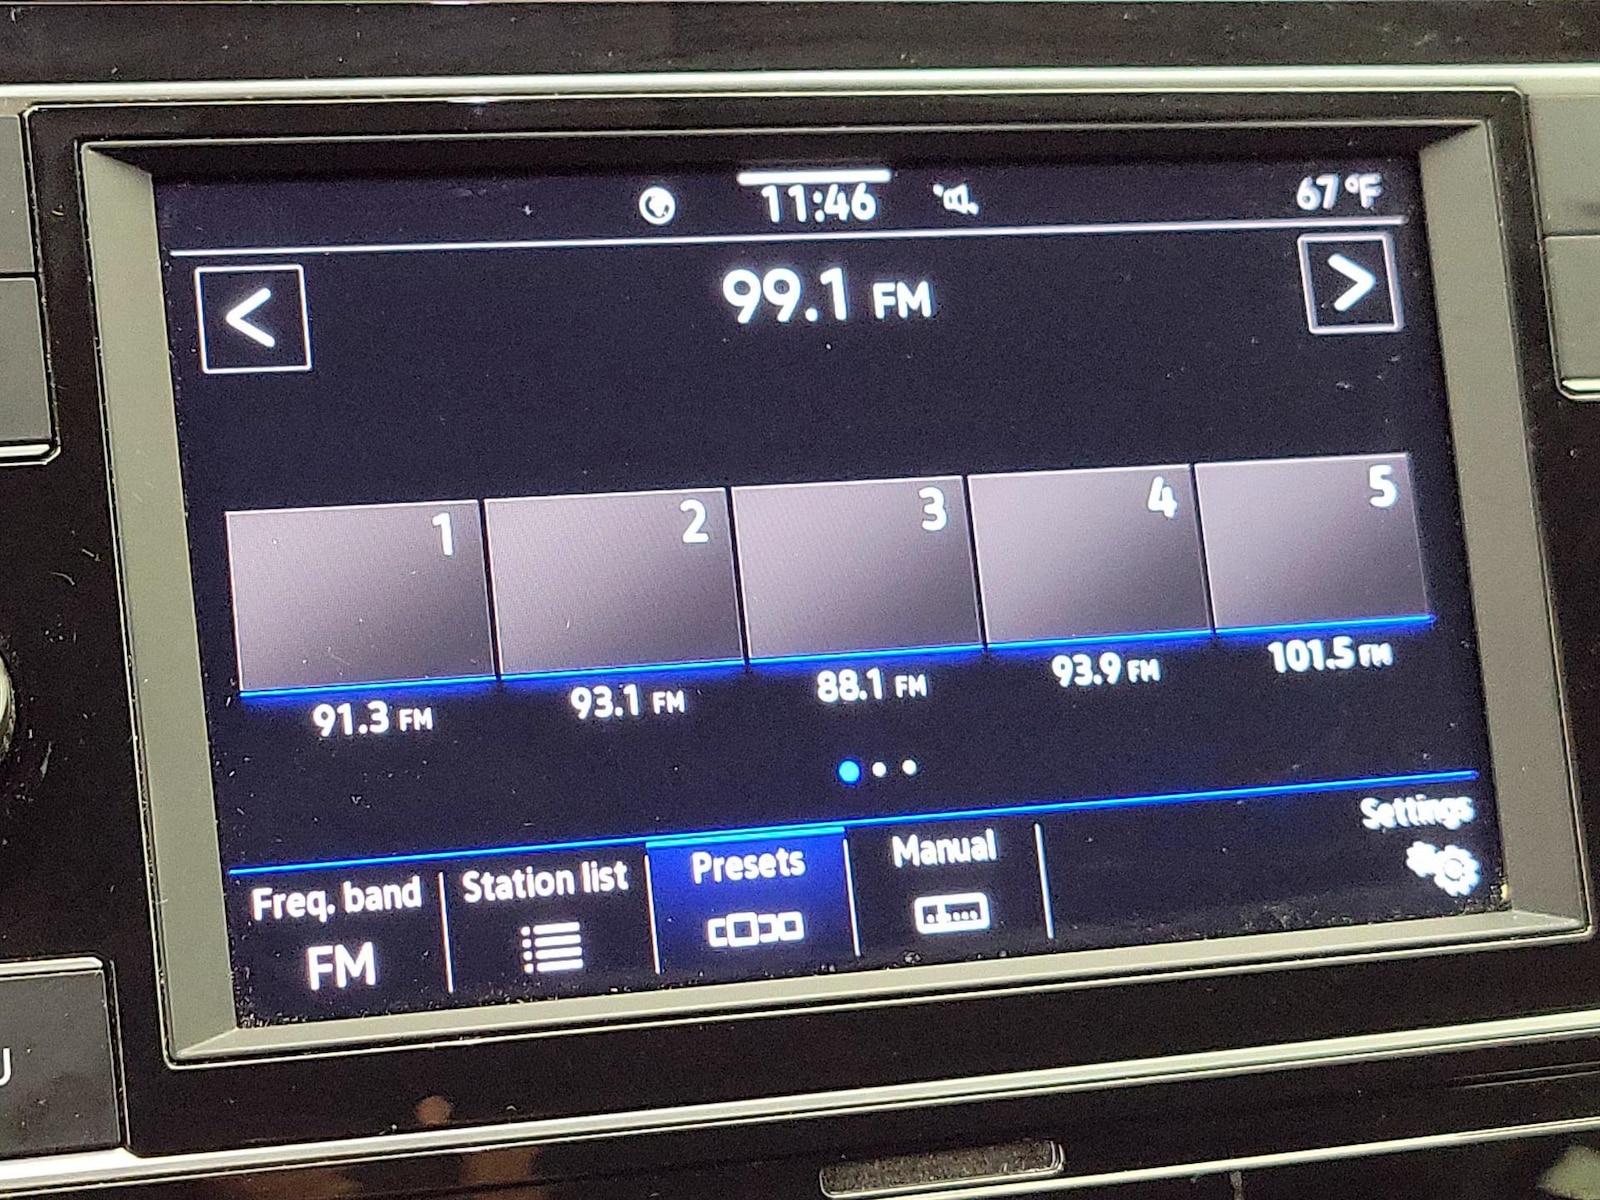 11:46
67 °F
<
99.1 FM
>
1 2 3 4 5
91.3 FM 93.1 FM 88.1 FM 93.9 FM 101.5 FM
Freq. band Station list Presets Manual Settings
FM